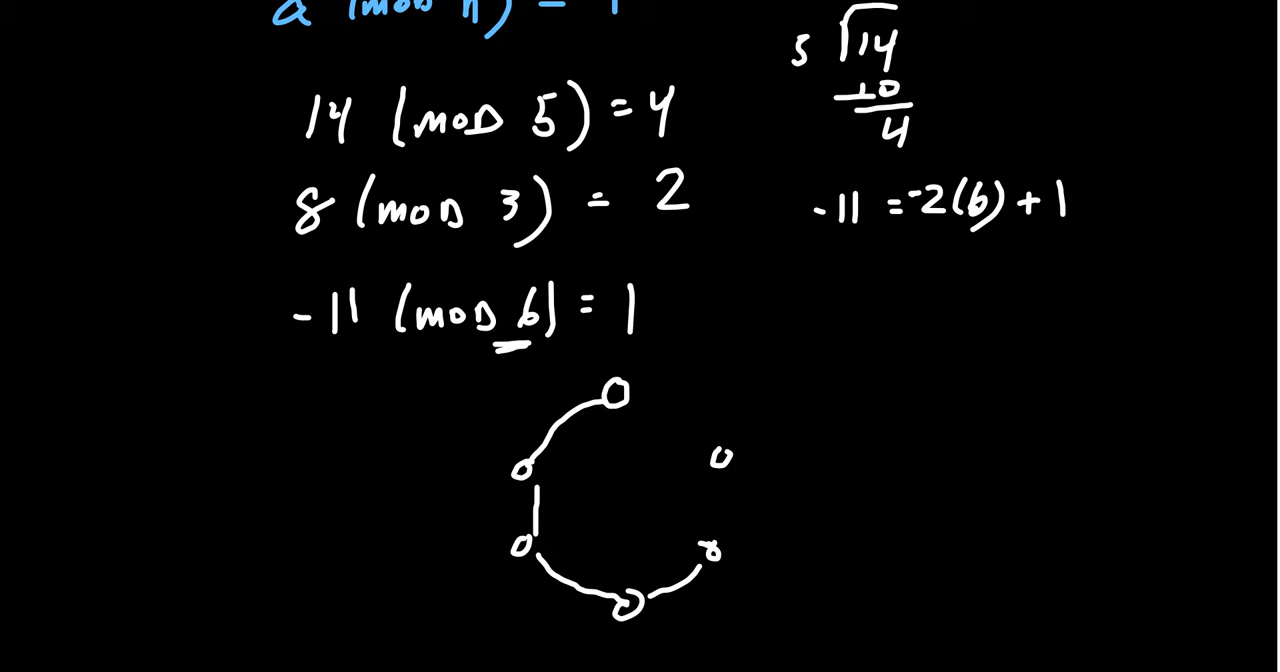 a (mod n) =
5 √14
14 (mod 5) = 4
10
4
8 (mod 3) = 2
-11 = -2(6) + 1
-11 (mod 6) = 1